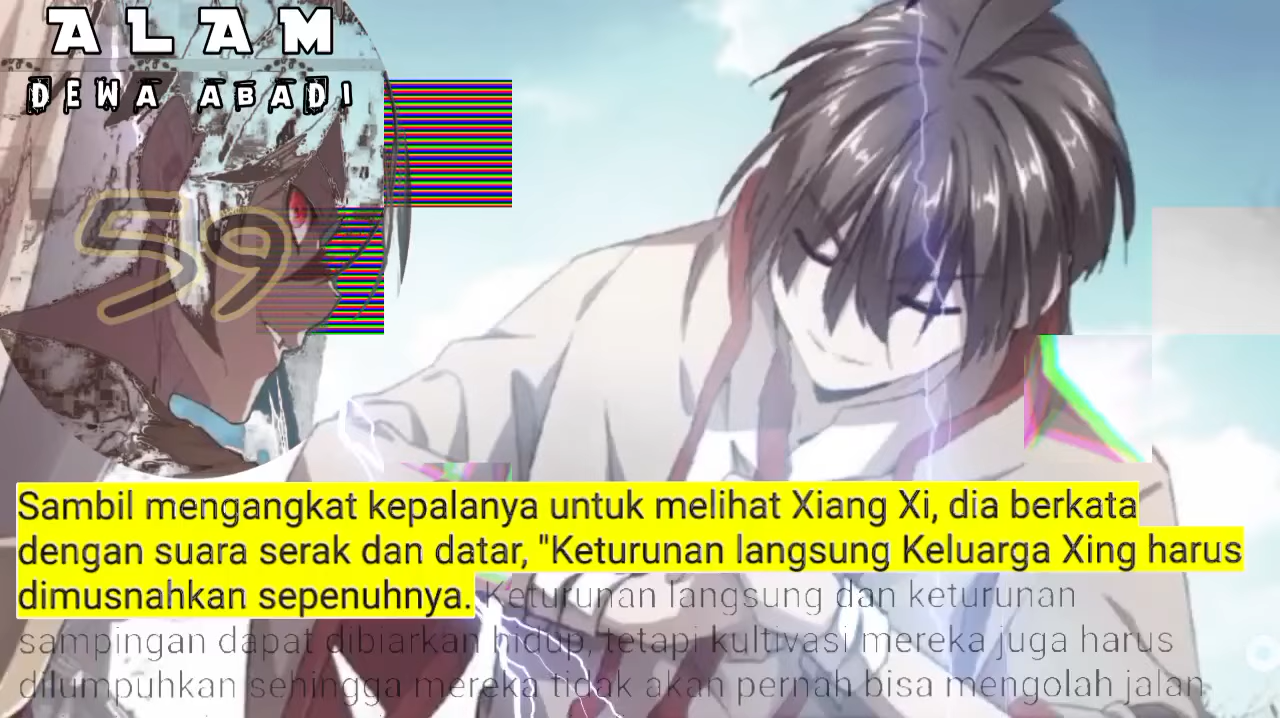 ALAM
DEWA ABADI
59
Sambil mengangkat kepalanya untuk melihat Xiang Xi, dia berkata
dengan suara serak dan datar, "Keturunan langsung Keluarga Xing harus
dimusnahkan sepenuhnya. Keturunan langsung dan keturunan
sampingan dapat dibiarkan hidup, tetapi kultivasi mereka juga harus
dilumpuhkan sehingga mereka tidak akan pernah bisa mengolah jalan